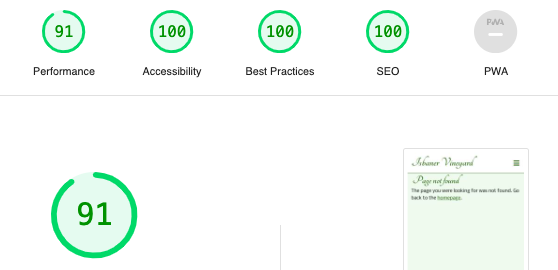 91
100
100
100
PWA
Performance
Accessibility
Best Practices
SEO
PWA
91
Isbaner Vineyard
Page not found
The page you were looking for was not found. Go
back to the homepage.